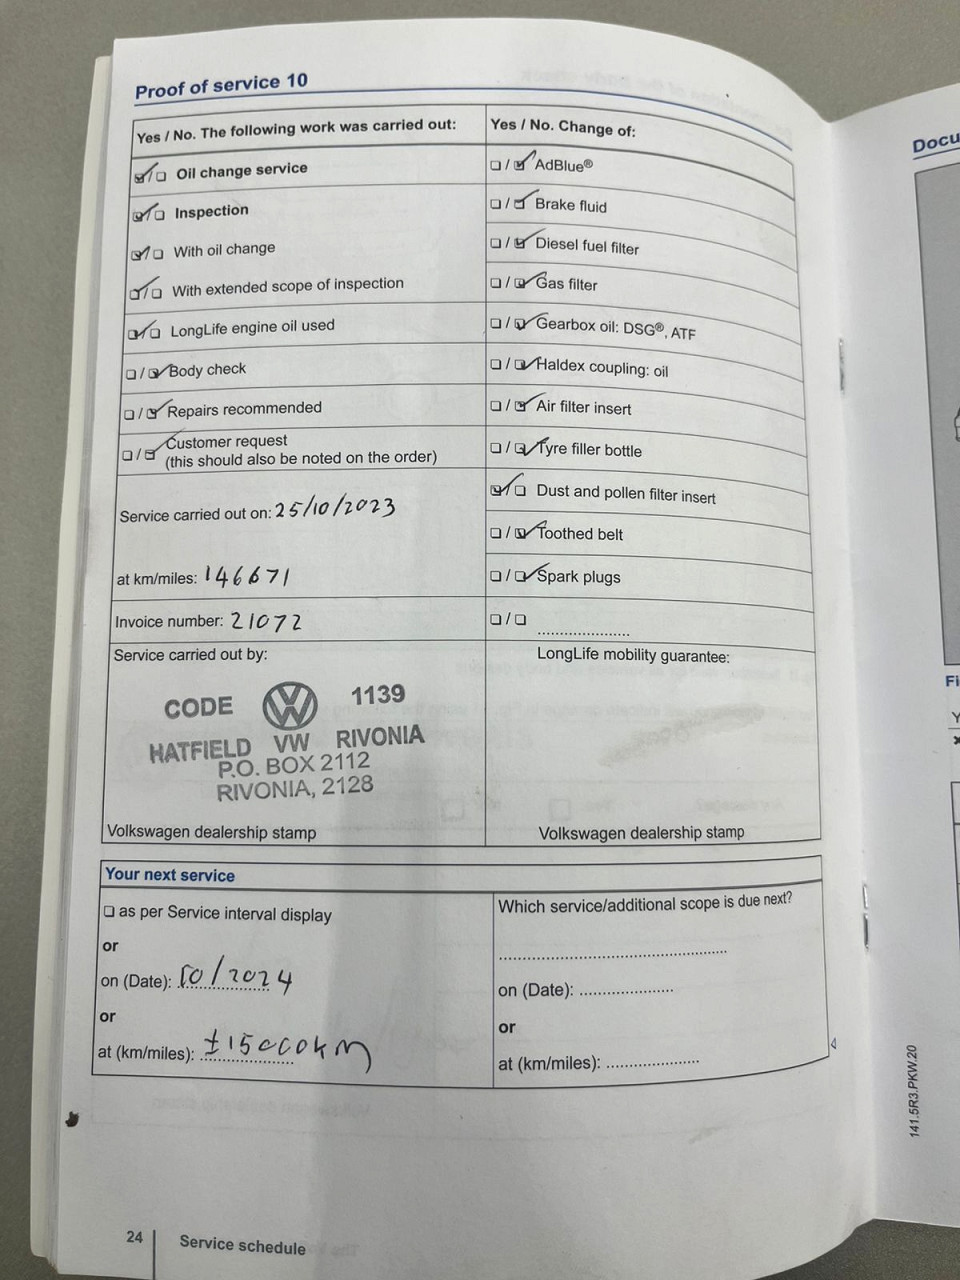 Proof of service 10
Yes / No. The following work was carried out:
☑/☐ Oil change service
☑/☐ Inspection
☑/☐ With oil change
☑/☐ With extended scope of inspection
☑/☐ LongLife engine oil used
☐/☑ Body check
☐/☑ Repairs recommended
☐/☑ Customer request
(this should also be noted on the order)
Service carried out on: 25/10/2023
at km/miles: 146671
Invoice number: 21072
Service carried out by:
CODE VW 1139
HATFIELD VW RIVONIA
P.O. BOX 2112
RIVONIA, 2128
Volkswagen dealership stamp
Yes / No. Change of:
☐/☑ AdBlue®
☐/☑ Brake fluid
☐/☑ Diesel fuel filter
☐/☑ Gas filter
☐/☑ Gearbox oil: DSG®, ATF
☐/☑ Haldex coupling: oil
☐/☑ Air filter insert
☐/☑ Tyre filler bottle
☑/☐ Dust and pollen filter insert
☐/☑ Toothed belt
☐/☑ Spark plugs
☐/☐ .....................
LongLife mobility guarantee:
Volkswagen dealership stamp
Your next service
☐ as per Service interval display
or
on (Date): 10/2024
or
at (km/miles): ±15000km
Which service/additional scope is due next?
.....................................................
on (Date): .....................
or
at (km/miles): .....................
24
Service schedule
141.5R3.PKW.20
Docu
Fi
Y